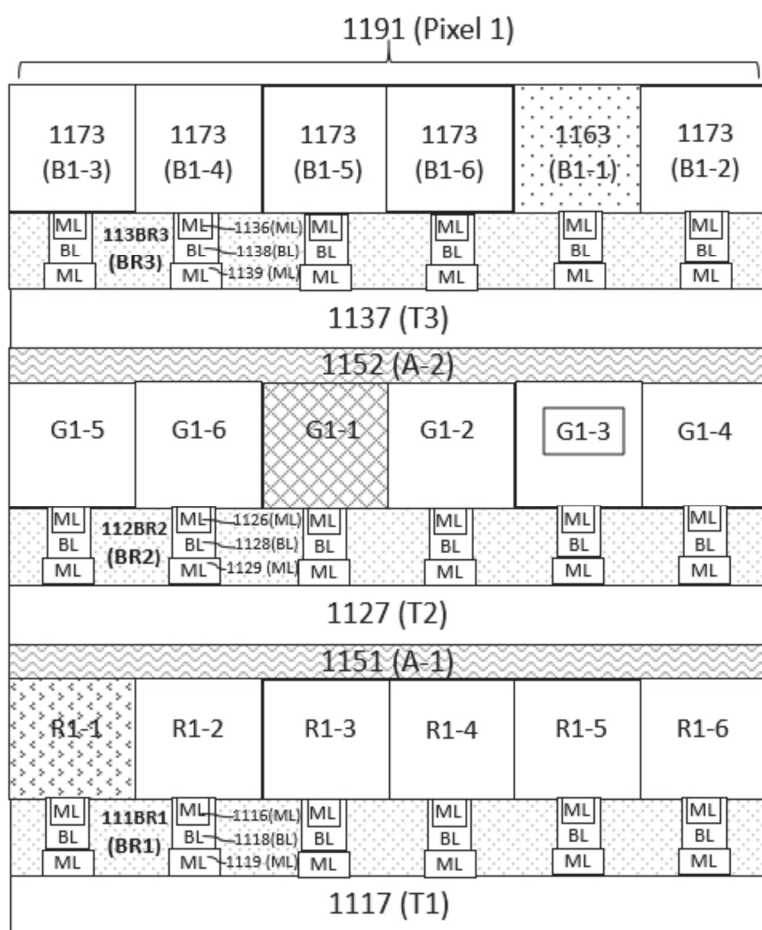 1191 (Pixel 1)
1173 1173 1173 1173 1163 1173
(B1-3) (B1-4) (B1-5) (B1-6) (B1-1) (B1-2)
ML 113BR3 ML 1136(ML) ML ML ML ML
BL (BR3) BL 1138(BL) BL BL BL BL
ML ML 1139 (ML) ML ML ML ML
1137 (T3)
1152 (A-2)
G1-5 G1-6 G1-1 G1-2 G1-3 G1-4
ML 112BR2 ML 1126(ML) ML ML ML ML
BL (BR2) BL 1128(BL) BL BL BL BL
ML ML 1129 (ML) ML ML ML ML
1127 (T2)
1151 (A-1)
R1-1 R1-2 R1-3 R1-4 R1-5 R1-6
ML 111BR1 ML 1116(ML) ML ML ML ML
BL (BR1) BL 1118(BL) BL BL BL BL
ML ML 1119 (ML) ML ML ML ML
1117 (T1)